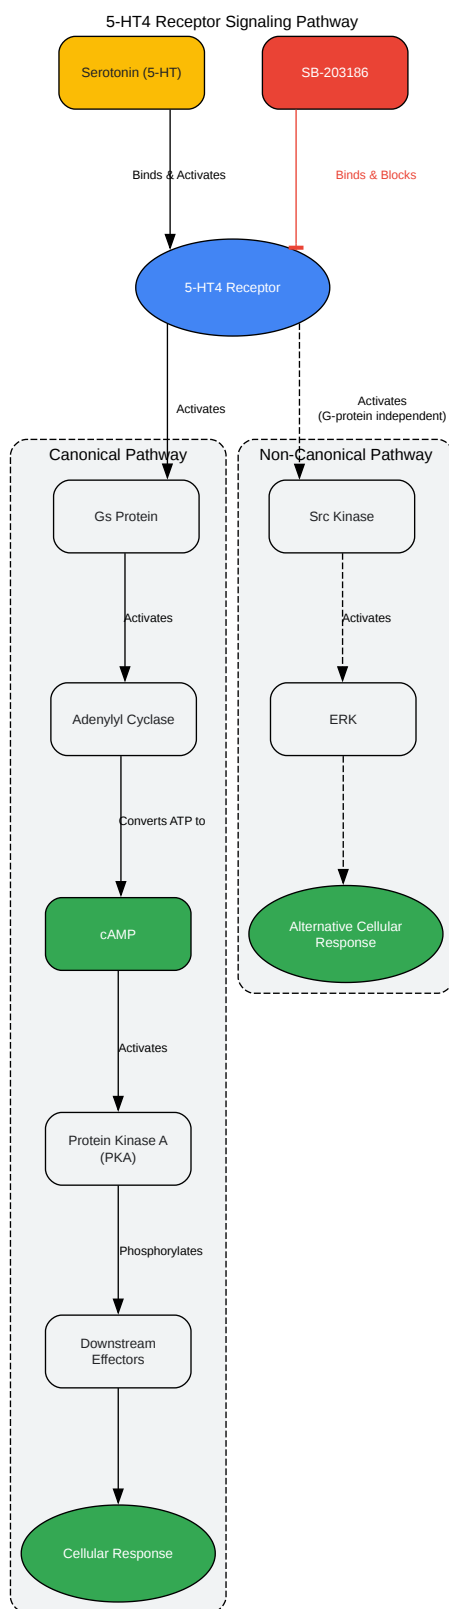 5-HT4 Receptor Signaling Pathway
Serotonin (5-HT)
SB-203186
Binds & Activates
Binds & Blocks
5-HT4 Receptor
Activates
Activates
(G-protein independent)
Canonical Pathway
Non-Canonical Pathway
Gs Protein
Src Kinase
Activates
Activates
Adenylyl Cyclase
ERK
Converts ATP to
cAMP
Alternative Cellular
Response
Activates
Protein Kinase A
(PKA)
Phosphorylates
Downstream
Effectors
Cellular Response